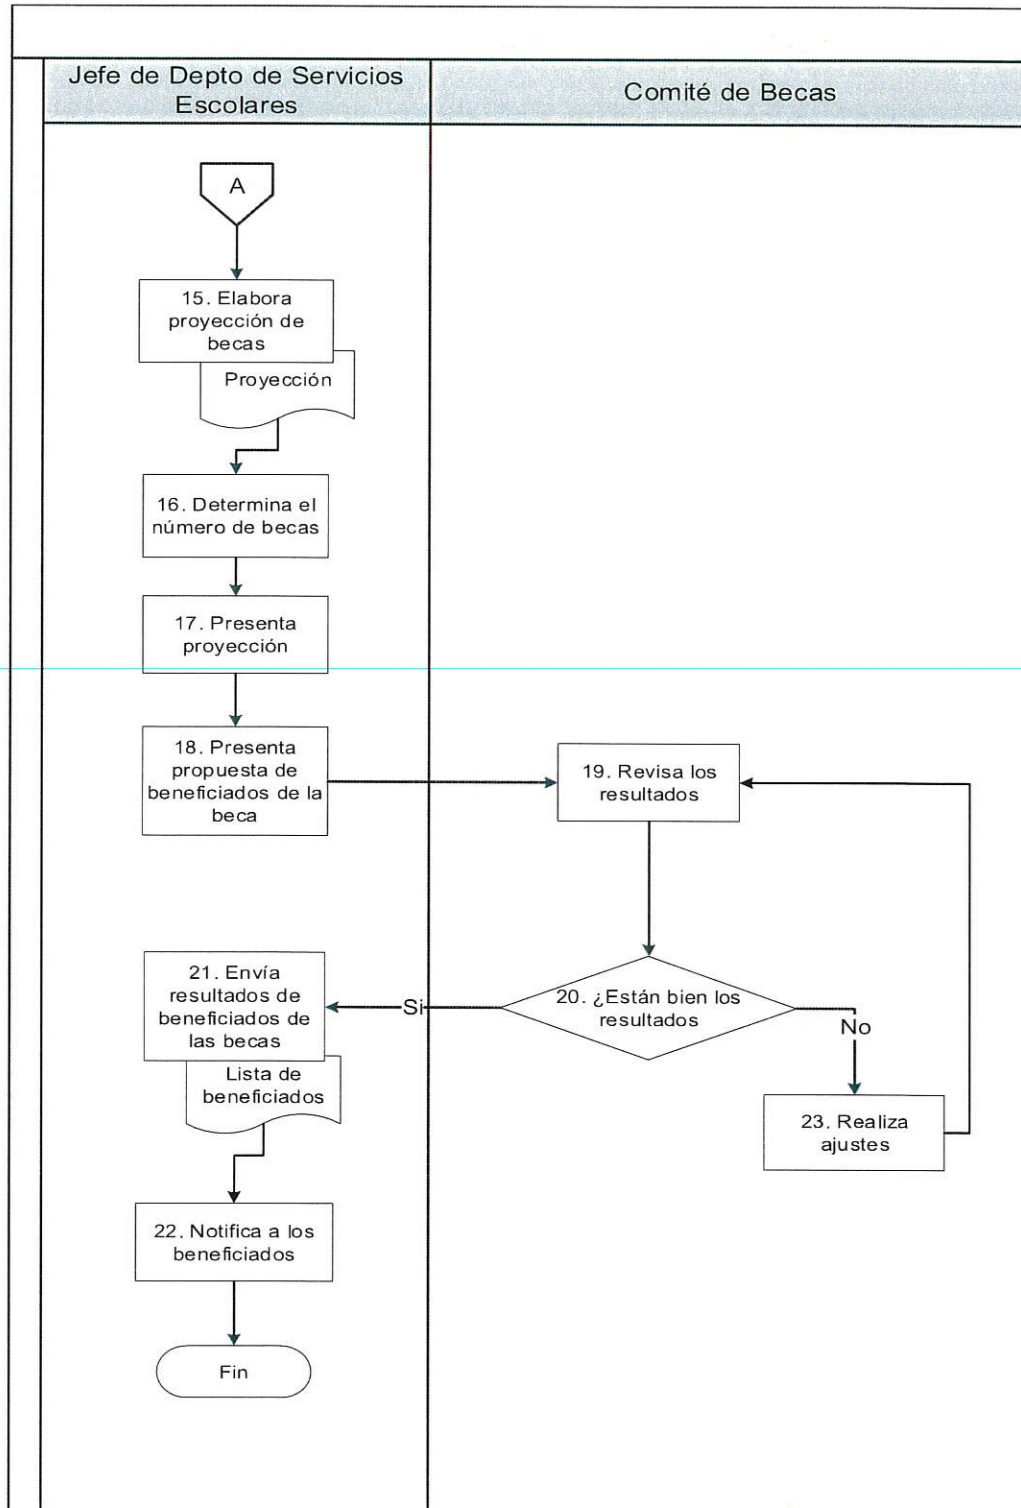 Jefe de Depto de Servicios
Escolares
Comité de Becas
A
15. Elabora
proyección de
becas
Proyección
16. Determina el
número de becas
17. Presenta
proyección
18. Presenta
propuesta de
beneficiados de la
beca
19. Revisa los
resultados
20. ¿Están bien los
resultados
Si
No
21. Envía
resultados de
beneficiados de
las becas
Lista de
beneficiados
23. Realiza
ajustes
22. Notifica a los
beneficiados
Fin